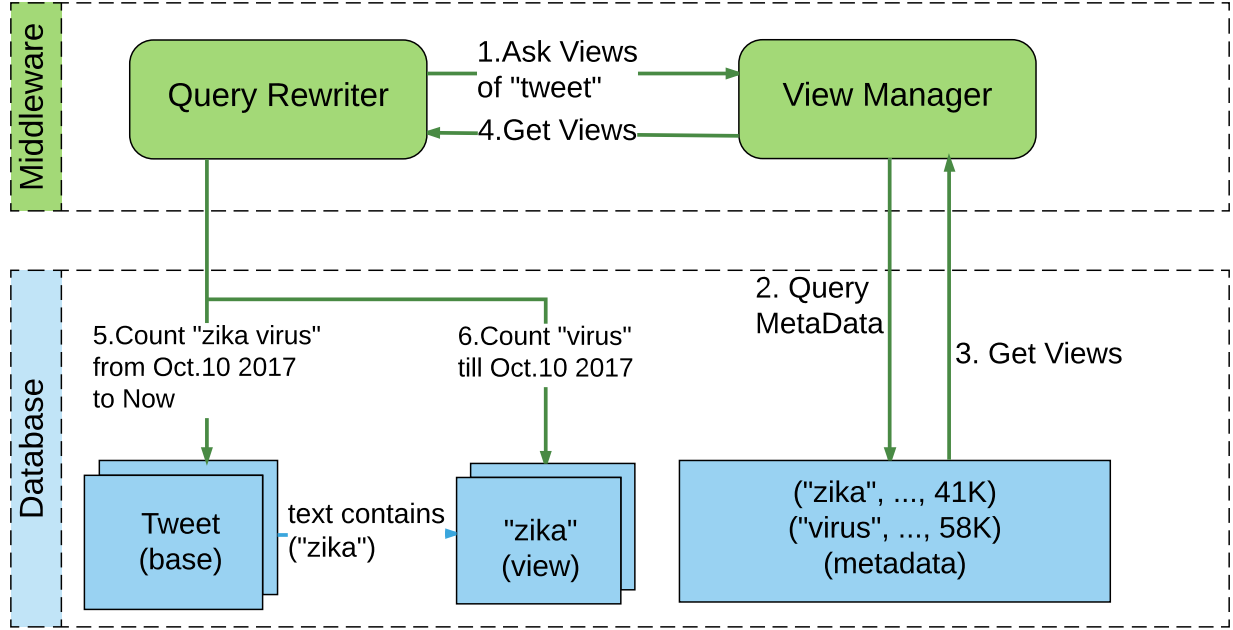 Middleware
Query Rewriter
1.Ask Views
of "tweet"
4.Get Views
View Manager
Database
2. Query
MetaData
3. Get Views
5.Count "zika virus"
from Oct.10 2017
to Now
6.Count "virus"
till Oct.10 2017
Tweet
(base)
text contains
("zika")
"zika"
(view)
("zika", ..., 41K)
("virus", ..., 58K)
(metadata)